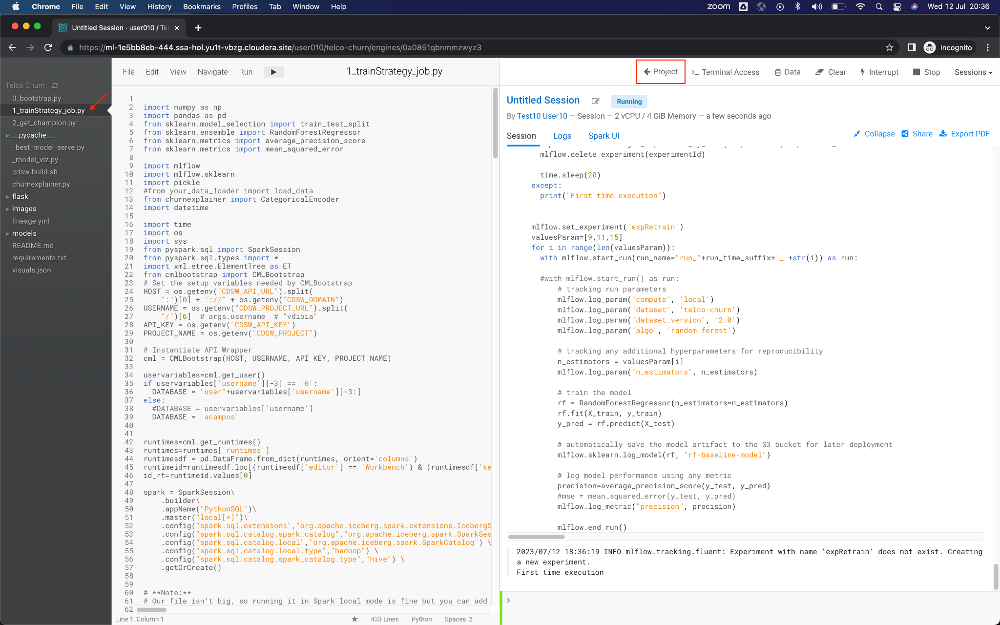 Chrome File Edit View History Bookmarks Profiles Tab Window Help zoom Wed 12 Jul 20:36
Untitled Session · user010 / Tel
https://ml-1e5bb8eb-444.ssa-hol.yu1t-vbzg.cloudera.site/user010/telco-churn/engines/0a0851qbnmmzwyz3 Incognito
Telco Churn
0_bootstrap.py
1_trainStrategy_job.py
2_get_champion.py
__pycache__
_best_model_serve.py
_model_viz.py
cdsw-build.sh
churnexplainer.py
flask
images
lineage.yml
models
README.md
requirements.txt
visuals.json
File Edit View Navigate Run 1_trainStrategy_job.py
1
2 import numpy as np
3 import pandas as pd
4 from sklearn.model_selection import train_test_split
5 from sklearn.ensemble import RandomForestRegressor
6 from sklearn.metrics import average_precision_score
7 from sklearn.metrics import mean_squared_error
8
9 import mlflow
10 import mlflow.sklearn
11 import pickle
12 #from your_data_loader import load_data
13 from churnexplainer import CategoricalEncoder
14 import datetime
15
16 import time
17 import os
18 import sys
19 from pyspark.sql import SparkSession
20 from pyspark.sql.types import *
21 import xml.etree.ElementTree as ET
22 from cmlbootstrap import CMLBootstrap
23 # Set the setup variables needed by CMLBootstrap
24 HOST = os.getenv("CDSW_API_URL").split(
25 ":")[0] + "://" + os.getenv("CDSW_DOMAIN")
26 USERNAME = os.getenv("CDSW_PROJECT_URL").split(
27 "/")[6] # args.username # "vdibia"
28 API_KEY = os.getenv("CDSW_API_KEY")
29 PROJECT_NAME = os.getenv("CDSW_PROJECT")
30
31 # Instantiate API Wrapper
32 cml = CMLBootstrap(HOST, USERNAME, API_KEY, PROJECT_NAME)
33
34 uservariables=cml.get_user()
35 if uservariables['username'][-3] == '0':
36 DATABASE = "user"+uservariables['username'][-3:]
37 else:
38 #DATABASE = uservariables['username']
39 DATABASE = 'acampos'
40
41
42 runtimes=cml.get_runtimes()
43 runtimes=runtimes['runtimes']
44 runtimesdf = pd.DataFrame.from_dict(runtimes, orient='columns')
45 runtimeid=runtimesdf.loc[(runtimesdf['editor'] == 'Workbench') & (runtimesdf['ke
46 id_rt=runtimeid.values[0]
47
48 spark = SparkSession\
49 .builder\
50 .appName("PythonSQL")\
51 .master("local[*]")\
52 .config("spark.sql.extensions","org.apache.iceberg.spark.extensions.IcebergS
53 .config("spark.sql.catalog.spark_catalog","org.apache.iceberg.spark.SparkSes
54 .config("spark.sql.catalog.local","org.apache.iceberg.spark.SparkCatalog") \
55 .config("spark.sql.catalog.local.type","hadoop") \
56 .config("spark.sql.catalog.spark_catalog.type","hive") \
57 .getOrCreate()
58
59
60 # **Note:**
61 # Our file isn't big, so running it in Spark local mode is fine but you can add
62
Line 1, Column 1 ★ 433 Lines Python Spaces 2
Project Terminal Access Data Clear Interrupt Stop Sessions
Untitled Session Running
By Test10 User10 — Session — 2 vCPU / 4 GiB Memory — a few seconds ago
Session Logs Spark UI Collapse Share Export PDF
mlflow.delete_experiment(experimentId)
time.sleep(20)
except:
print("First time execution")
mlflow.set_experiment('expRetrain')
valuesParam=[9,11,15]
for i in range(len(valuesParam)):
with mlflow.start_run(run_name="run_"+run_time_suffix+'_'+str(i)) as run:
#with mlflow.start_run() as run:
# tracking run parameters
mlflow.log_param("compute", 'local')
mlflow.log_param("dataset", 'telco-churn')
mlflow.log_param("dataset_version", '2.0')
mlflow.log_param("algo", 'random forest')
# tracking any additional hyperparameters for reproducibility
n_estimators = valuesParam[i]
mlflow.log_param("n_estimators", n_estimators)
# train the model
rf = RandomForestRegressor(n_estimators=n_estimators)
rf.fit(X_train, y_train)
y_pred = rf.predict(X_test)
# automatically save the model artifact to the S3 bucket for later deployment
mlflow.sklearn.log_model(rf, "rf-baseline-model")
# log model performance using any metric
precision=average_precision_score(y_test, y_pred)
#mse = mean_squared_error(y_test, y_pred)
mlflow.log_metric("precision", precision)
mlflow.end_run()
2023/07/12 18:36:19 INFO mlflow.tracking.fluent: Experiment with name 'expRetrain' does not exist. Creating
a new experiment.
First time execution